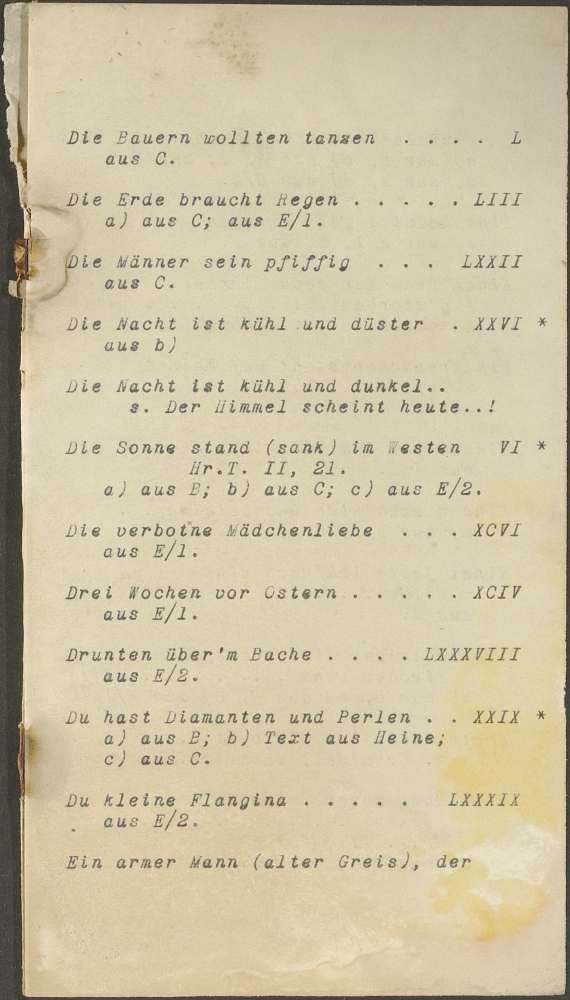 Die Bauern wollten tanzen . . . . L
aus C.
Die Erde braucht Regen . . . . . LIII
a) aus C; aus E/1.
Die Männer sein pfiffig . . . LXXII
aus C.
Die Nacht ist kühl und düster . XXVI *
aus b)
Die Nacht ist kühl und dunkel..
s. Der Himmel scheint heute..!
Die Sonne stand (sank) im Westen VI *
Hr.T. II, 21.
a) aus B; b) aus C; c) aus E/2.
Die verbotne Mädchenliebe . . . XCVI
aus E/1.
Drei Wochen vor Ostern . . . . . XCIV
aus E/1.
Drunten über'm Bache . . . . LXXXVIII
aus E/2.
Du hast Diamanten und Perlen . . XXIX *
a) aus B; b) Text aus Heine;
c) aus C.
Du kleine Flangina . . . . . LXXXIX
aus E/2.
Ein armer Mann (alter Greis), der